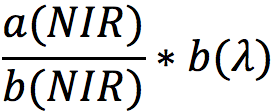 a(NIR)
b(NIR) * b(λ)